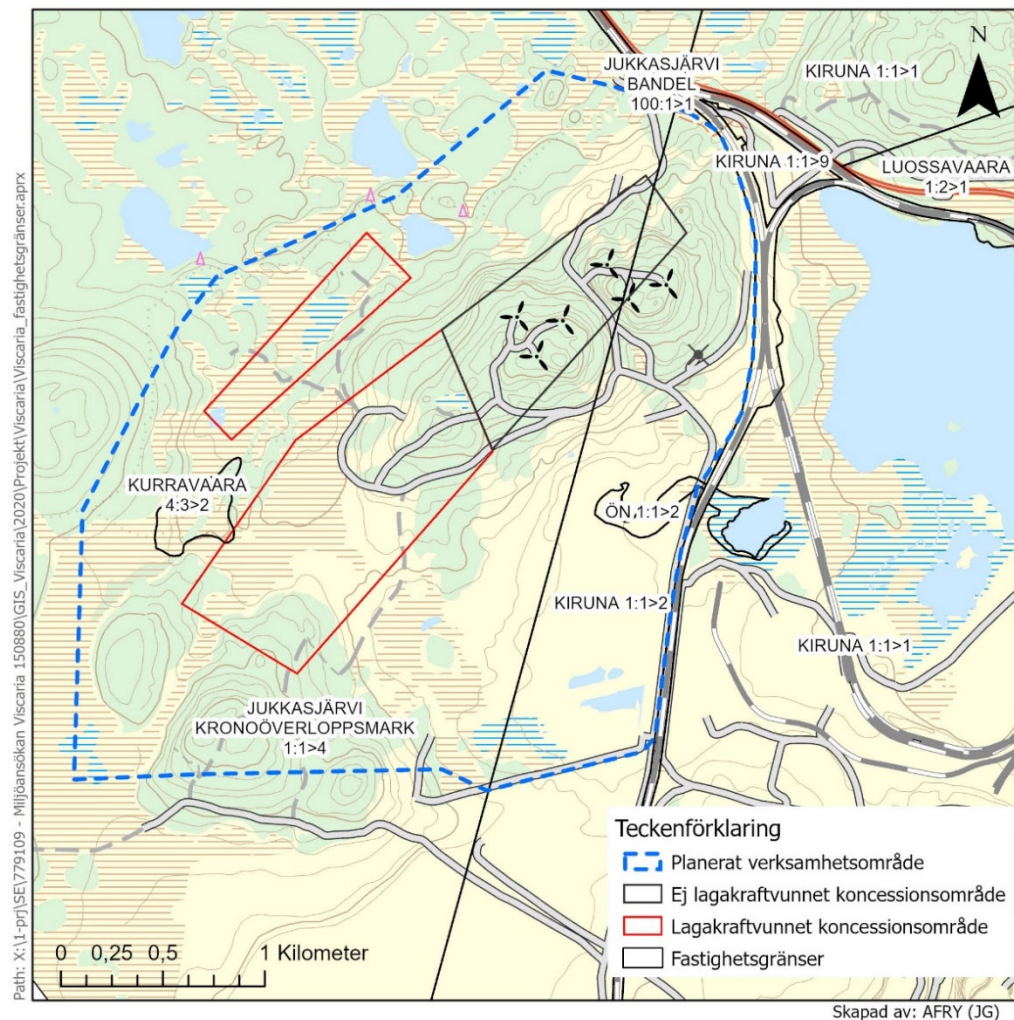 Path: X:\1-prj\SE\779109 - Miljöansökan Viscaria 150880\GIS_Viscaria\2020\Projekt\Viscaria\Viscaria_fastighetsgränser.aprx
JUKKASJÄRVI
BANDEL
100:1>1
KIRUNA 1:1>1
N
KIRUNA 1:1>9
LUOSSAVAARA
1:2>1
KURRAVAARA
4:3>2
ÖN 1:1>2
KIRUNA 1:1>2
KIRUNA 1:1>1
JUKKASJÄRVI
KRONOÖVERLOPPSMARK
1:1>4
Teckenförklaring
Planerat verksamhetsområde
Ej lagakraftvunnet koncessionsområde
Lagakraftvunnet koncessionsområde
Fastighetsgränser
0 0,25 0,5 1 Kilometer
Skapad av: AFRY (JG)